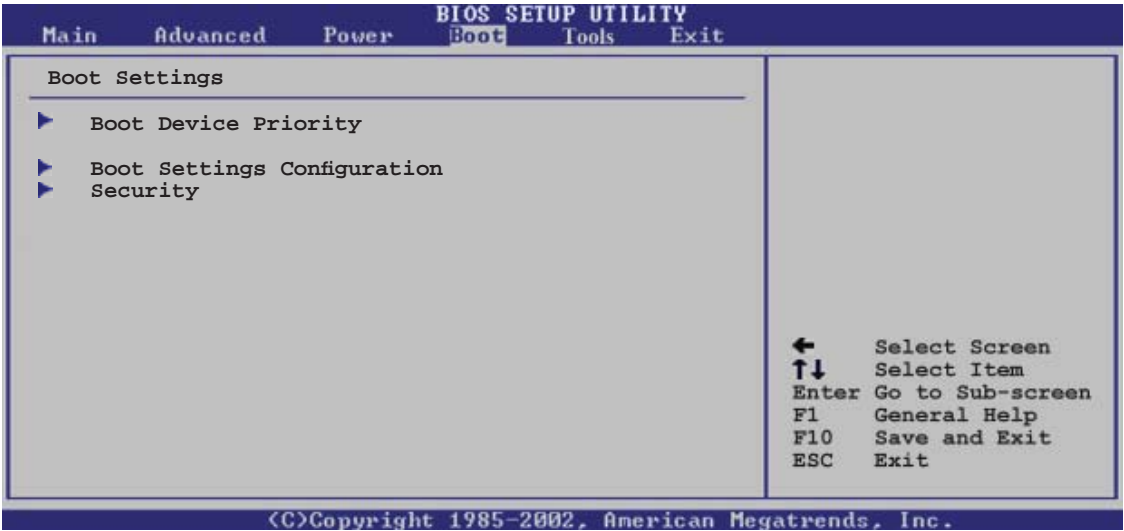 BIOS SETUP UTILITY
Main Advanced Power Boot Tools Exit
Boot Settings
Boot Device Priority
Boot Settings Configuration
Security
← Select Screen
↑↓ Select Item
Enter Go to Sub-screen
F1 General Help
F10 Save and Exit
ESC Exit
(C)Copyright 1985-2002, American Megatrends, Inc.